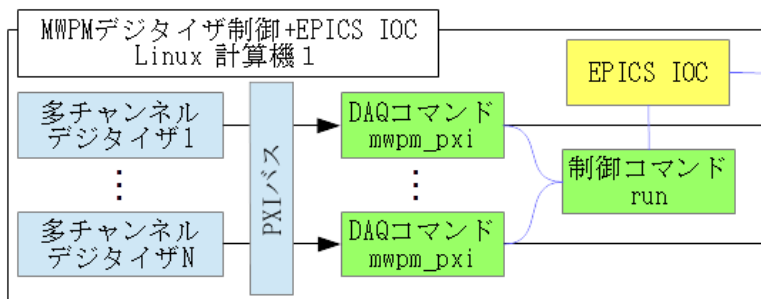 MWPMデジタイザ制御+EPICS IOC
Linux 計算機1
EPICS IOC
多チャンネル
デジタイザ1
PXIバス
DAQコマンド
mwpm_pxi
制御コマンド
run
多チャンネル
デジタイザN
DAQコマンド
mwpm_pxi